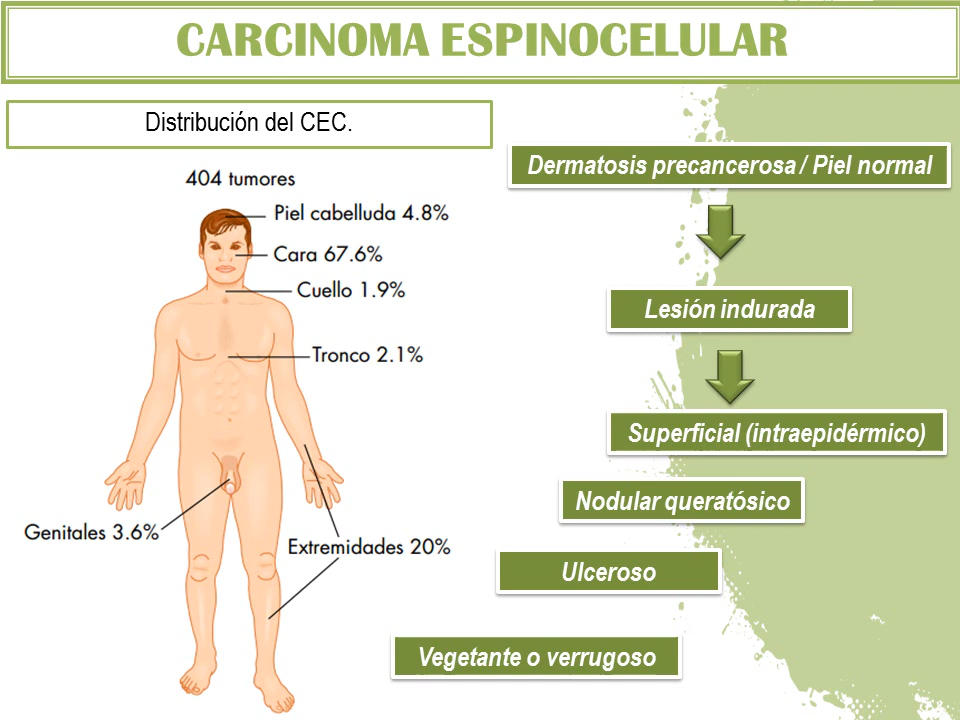 CARCINOMA ESPINOCELULAR
Distribución del CEC.
404 tumores
Piel cabelluda 4.8%
Cara 67.6%
Cuello 1.9%
Tronco 2.1%
Genitales 3.6%
Extremidades 20%
Dermatosis precancerosa / Piel normal
Lesión indurada
Superficial (intraepidérmico)
Nodular queratósico
Ulceroso
Vegetante o verrugoso